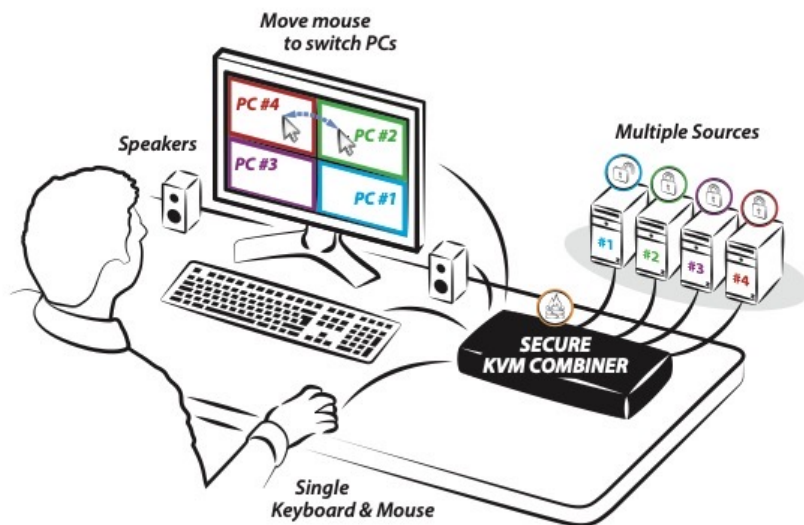 Move mouse
to switch PCs
PC #4
PC #2
PC #3
PC #1
Speakers
Multiple Sources
#1
#2
#3
#4
SECURE
KVM COMBINER
Single
Keyboard & Mouse